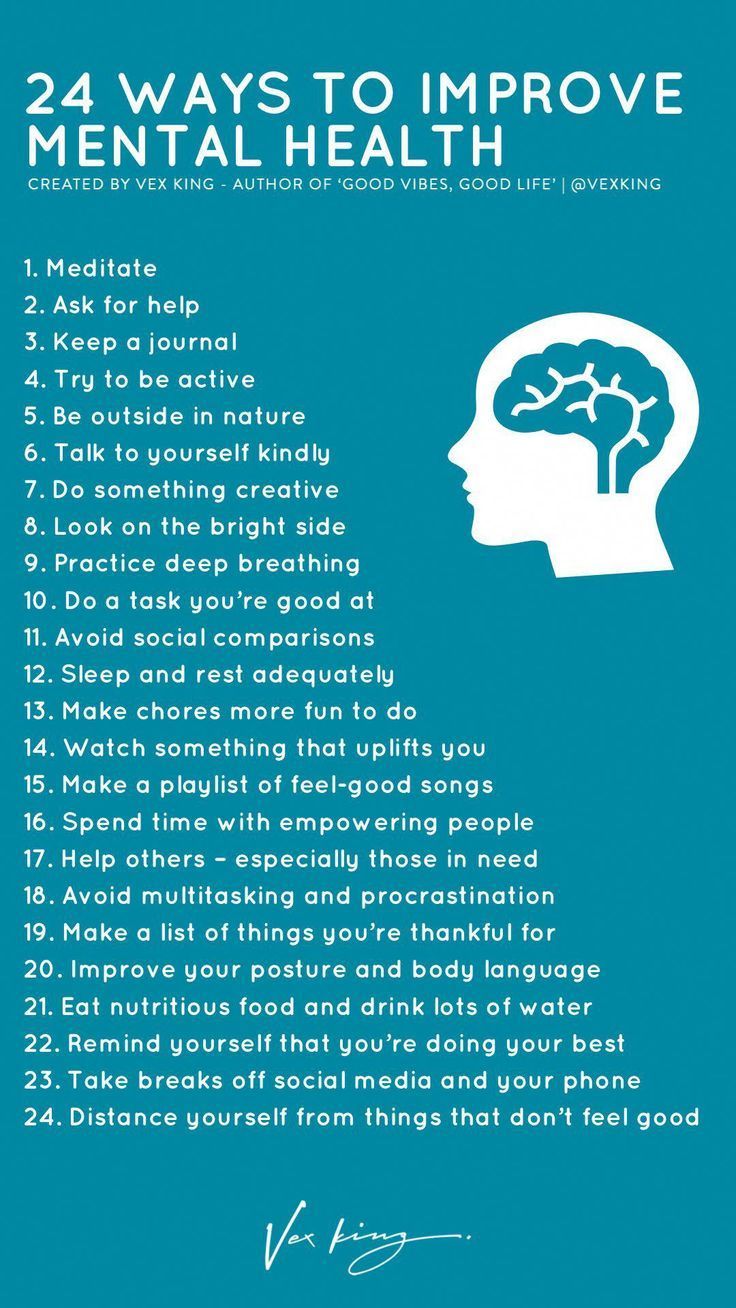 24 WAYS TO IMPROVE
MENTAL HEALTH
CREATED BY VEX KING - AUTHOR OF ‘GOOD VIBES, GOOD LIFE’ | @VEXKING
1. Meditate
2. Ask for help
3. Keep a journal
4. Try to be active
5. Be outside in nature
6. Talk to yourself kindly
7. Do something creative
8. Look on the bright side
9. Practice deep breathing
10. Do a task you’re good at
11. Avoid social comparisons
12. Sleep and rest adequately
13. Make chores more fun to do
14. Watch something that uplifts you
15. Make a playlist of feel-good songs
16. Spend time with empowering people
17. Help others – especially those in need
18. Avoid multitasking and procrastination
19. Make a list of things you’re thankful for
20. Improve your posture and body language
21. Eat nutritious food and drink lots of water
22. Remind yourself that you’re doing your best
23. Take breaks off social media and your phone
24. Distance yourself from things that don’t feel good
Vex King.